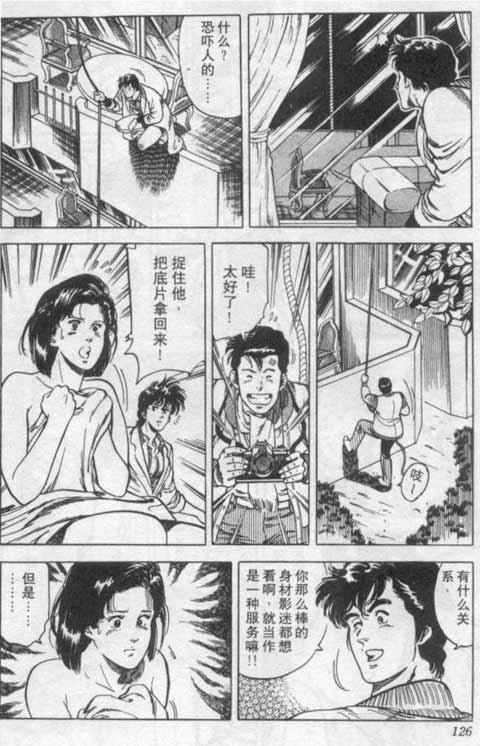 什么？
恐吓人的……
吱～
哇！
太好了！
捉住他，
把底片拿回来！
有什么关
系，
你那么棒的
身材影迷都想
看啊，就当作
是一种服务嘛!!
但是……
………
126